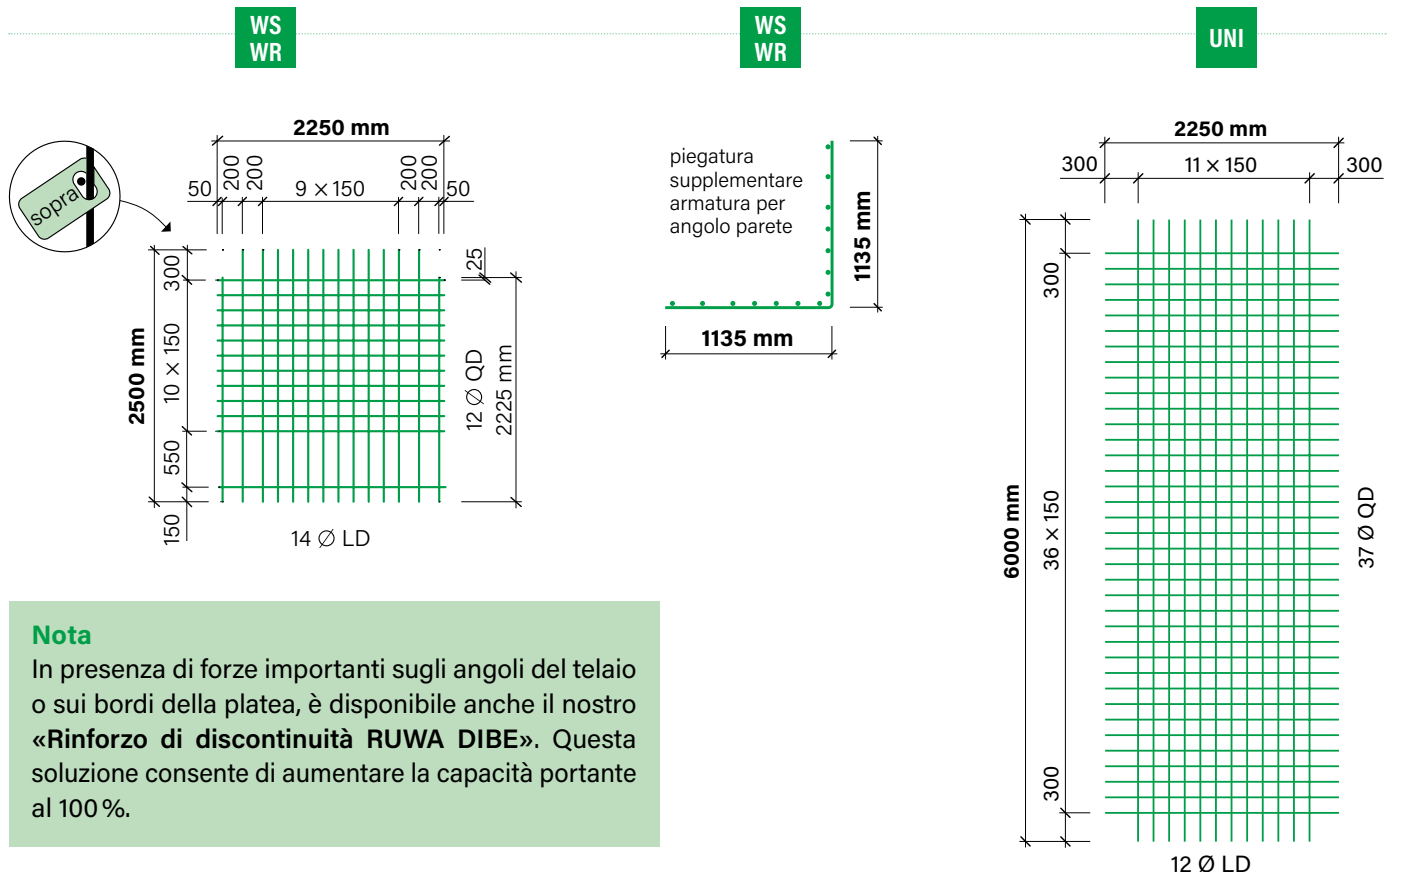 WS
WR
WS
WR
UNI
2250 mm
50
200
200
9 × 150
200
200
50
sopra
300
10 × 150
550
150
2500 mm
25
12 Ø QD
2225 mm
14 Ø LD
piegatura
supplementare
armatura per
angolo parete
1135 mm
1135 mm
2250 mm
300
11 × 150
300
300
36 × 150
300
6000 mm
37 Ø QD
12 Ø LD
Nota
In presenza di forze importanti sugli angoli del telaio
o sui bordi della platea, è disponibile anche il nostro
«Rinforzo di discontinuità RUWA DIBE». Questa
soluzione consente di aumentare la capacità portante
al 100 %.